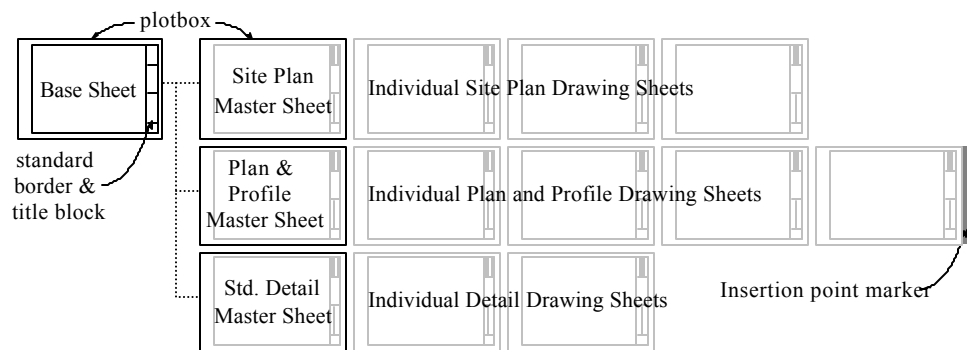 plotbox
Base Sheet
Site Plan
Master Sheet
Individual Site Plan Drawing Sheets
standard
border &
title block
Plan &
Profile
Master Sheet
Individual Plan and Profile Drawing Sheets
Std. Detail
Master Sheet
Individual Detail Drawing Sheets
Insertion point marker